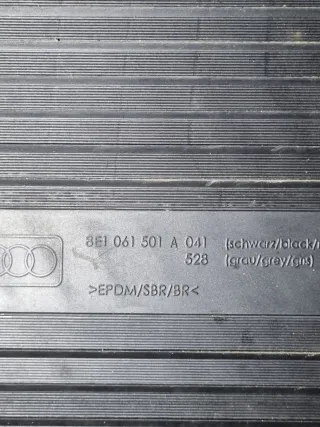 8E1 061 501 A 041 (schwarz/black/n
528 (grau/grey/gris)
>EPDM/SBR/BR<